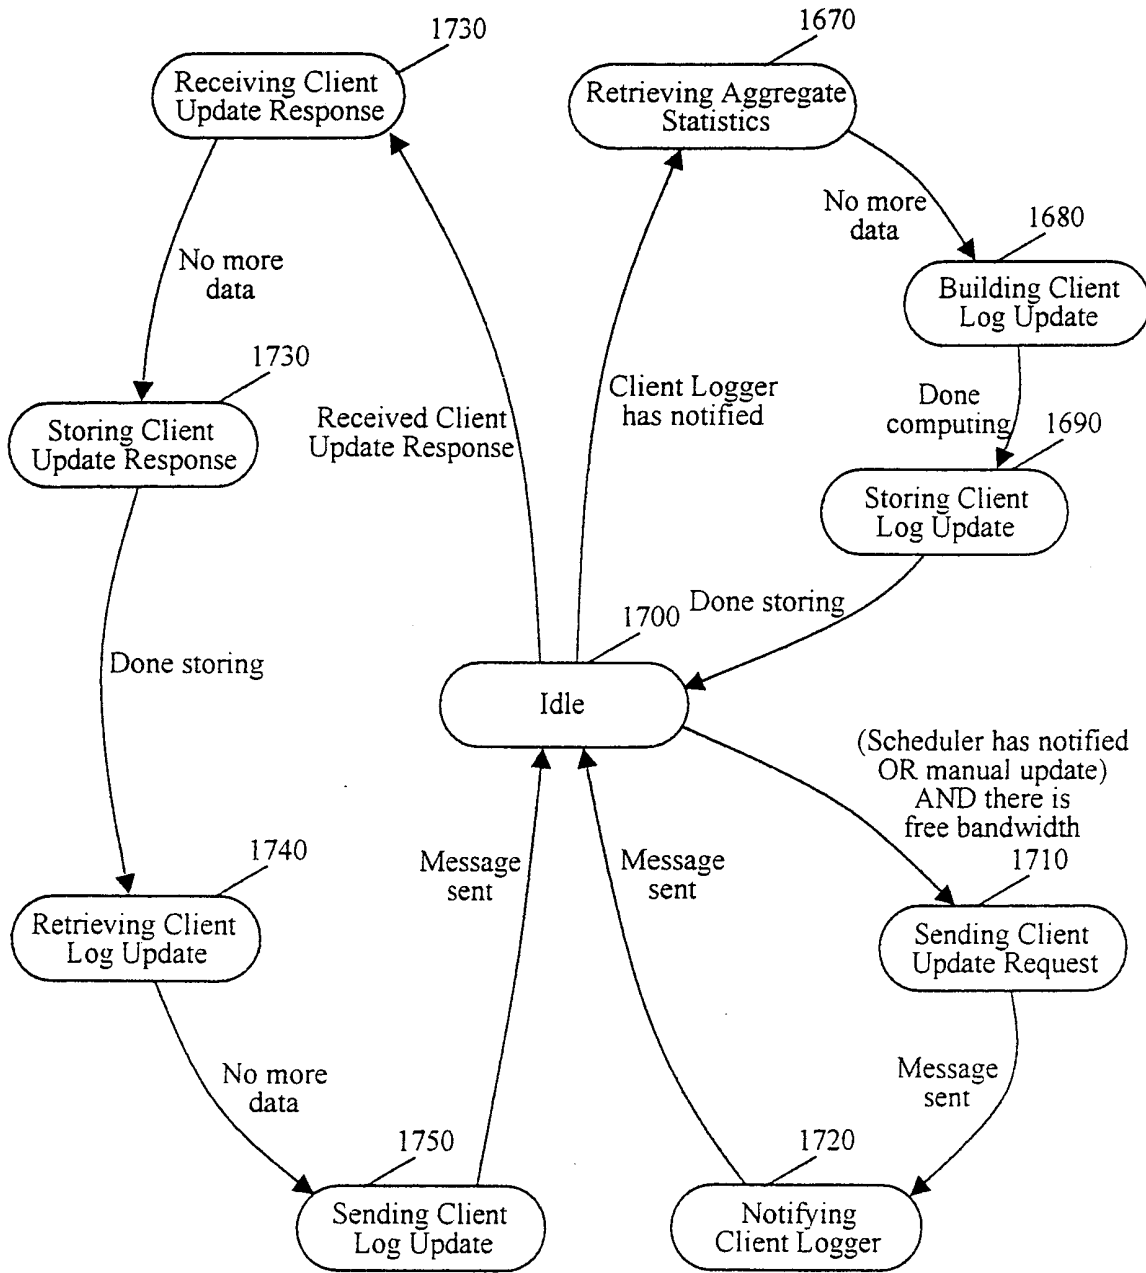 1730
Receiving Client
Update Response
1670
Retrieving Aggregate
Statistics
No more
data
1680
Building Client
Log Update
No more
data
1730
Storing Client
Update Response
Received Client
Update Response
Client Logger
has notified
Done
computing
1690
Storing Client
Log Update
Done storing
1700
Done storing
Idle
(Scheduler has notified
OR manual update)
AND there is
free bandwidth
1710
Sending Client
Update Request
1740
Retrieving Client
Log Update
Message
sent
Message
sent
No more
data
Message
sent
1750
Sending Client
Log Update
1720
Notifying
Client Logger